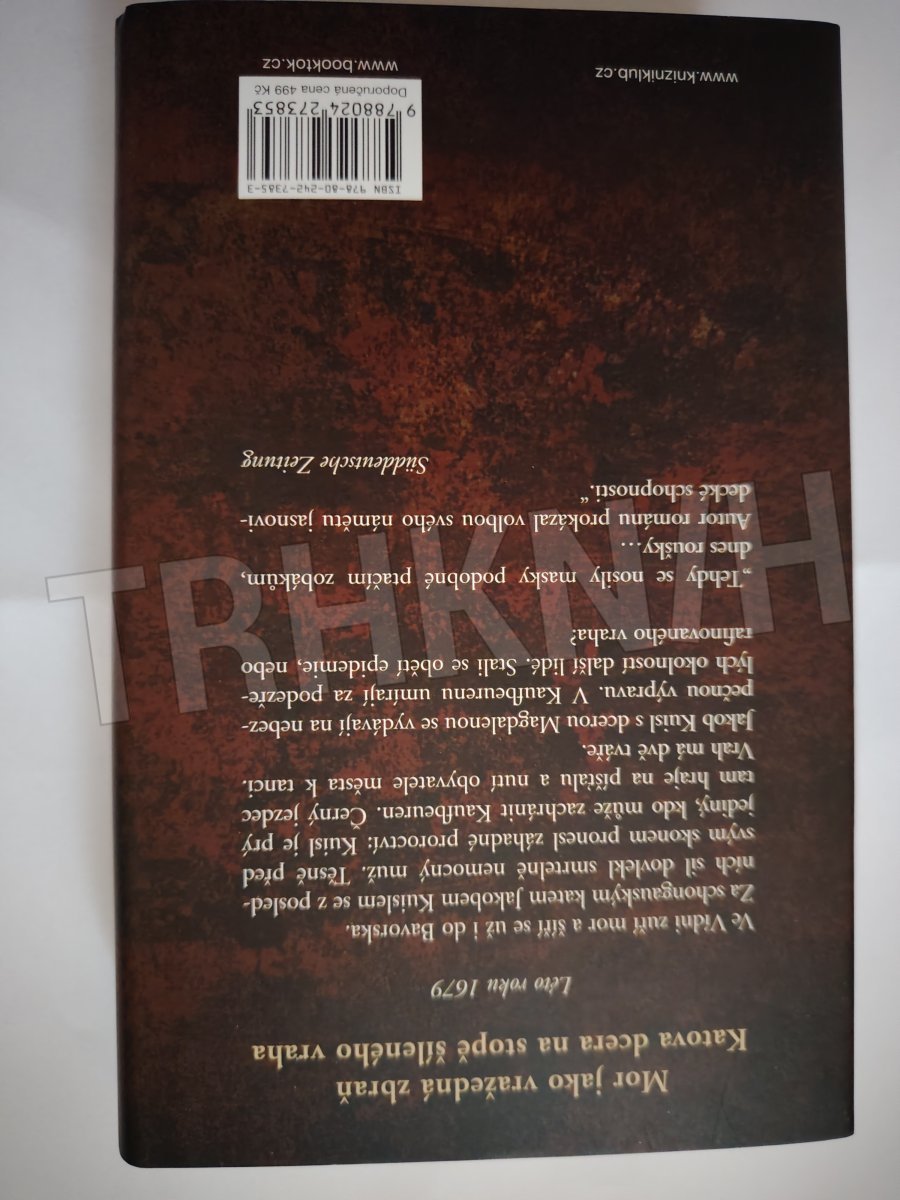 Mor jako vražedná zbraň
Katova dcera na stopě šíleného vraha
Léto roku 1679
Ve Vídni zuří mor a šíří se už i do Bavorska.
Za schongauským katem Jakobem Kuislem se z posled-
ních sil dovlekl smrtelně nemocný muž. Těsně před
svým skonem pronesl záhadné proroctví: Kuisl je prý
jediný, kdo může zachránit Kaufbeuren. Černý jezdec
tam hraje na píšťalu a nutí obyvatele města k tanci.
Vrah má dvě tváře.
Jakob Kuisl s dcerou Magdalenou se vydávají na nebez-
pečnou výpravu. V Kaufbeurenu umírají za podezře-
lých okolností další lidé. Stali se obětí epidemie, nebo
rafinovaného vraha?
„Tehdy se nosily masky podobné ptačím zobákům,
dnes roušky…
Autor románu prokázal volbou svého námětu jasnovi-
decké schopnosti.“
Süddeutsche Zeitung
TRHKNIH
ISBN 978-80-242-7385-3
9 788024 273853
Doporučená cena 499 Kč
www.knizniklub.cz
www.booktok.cz